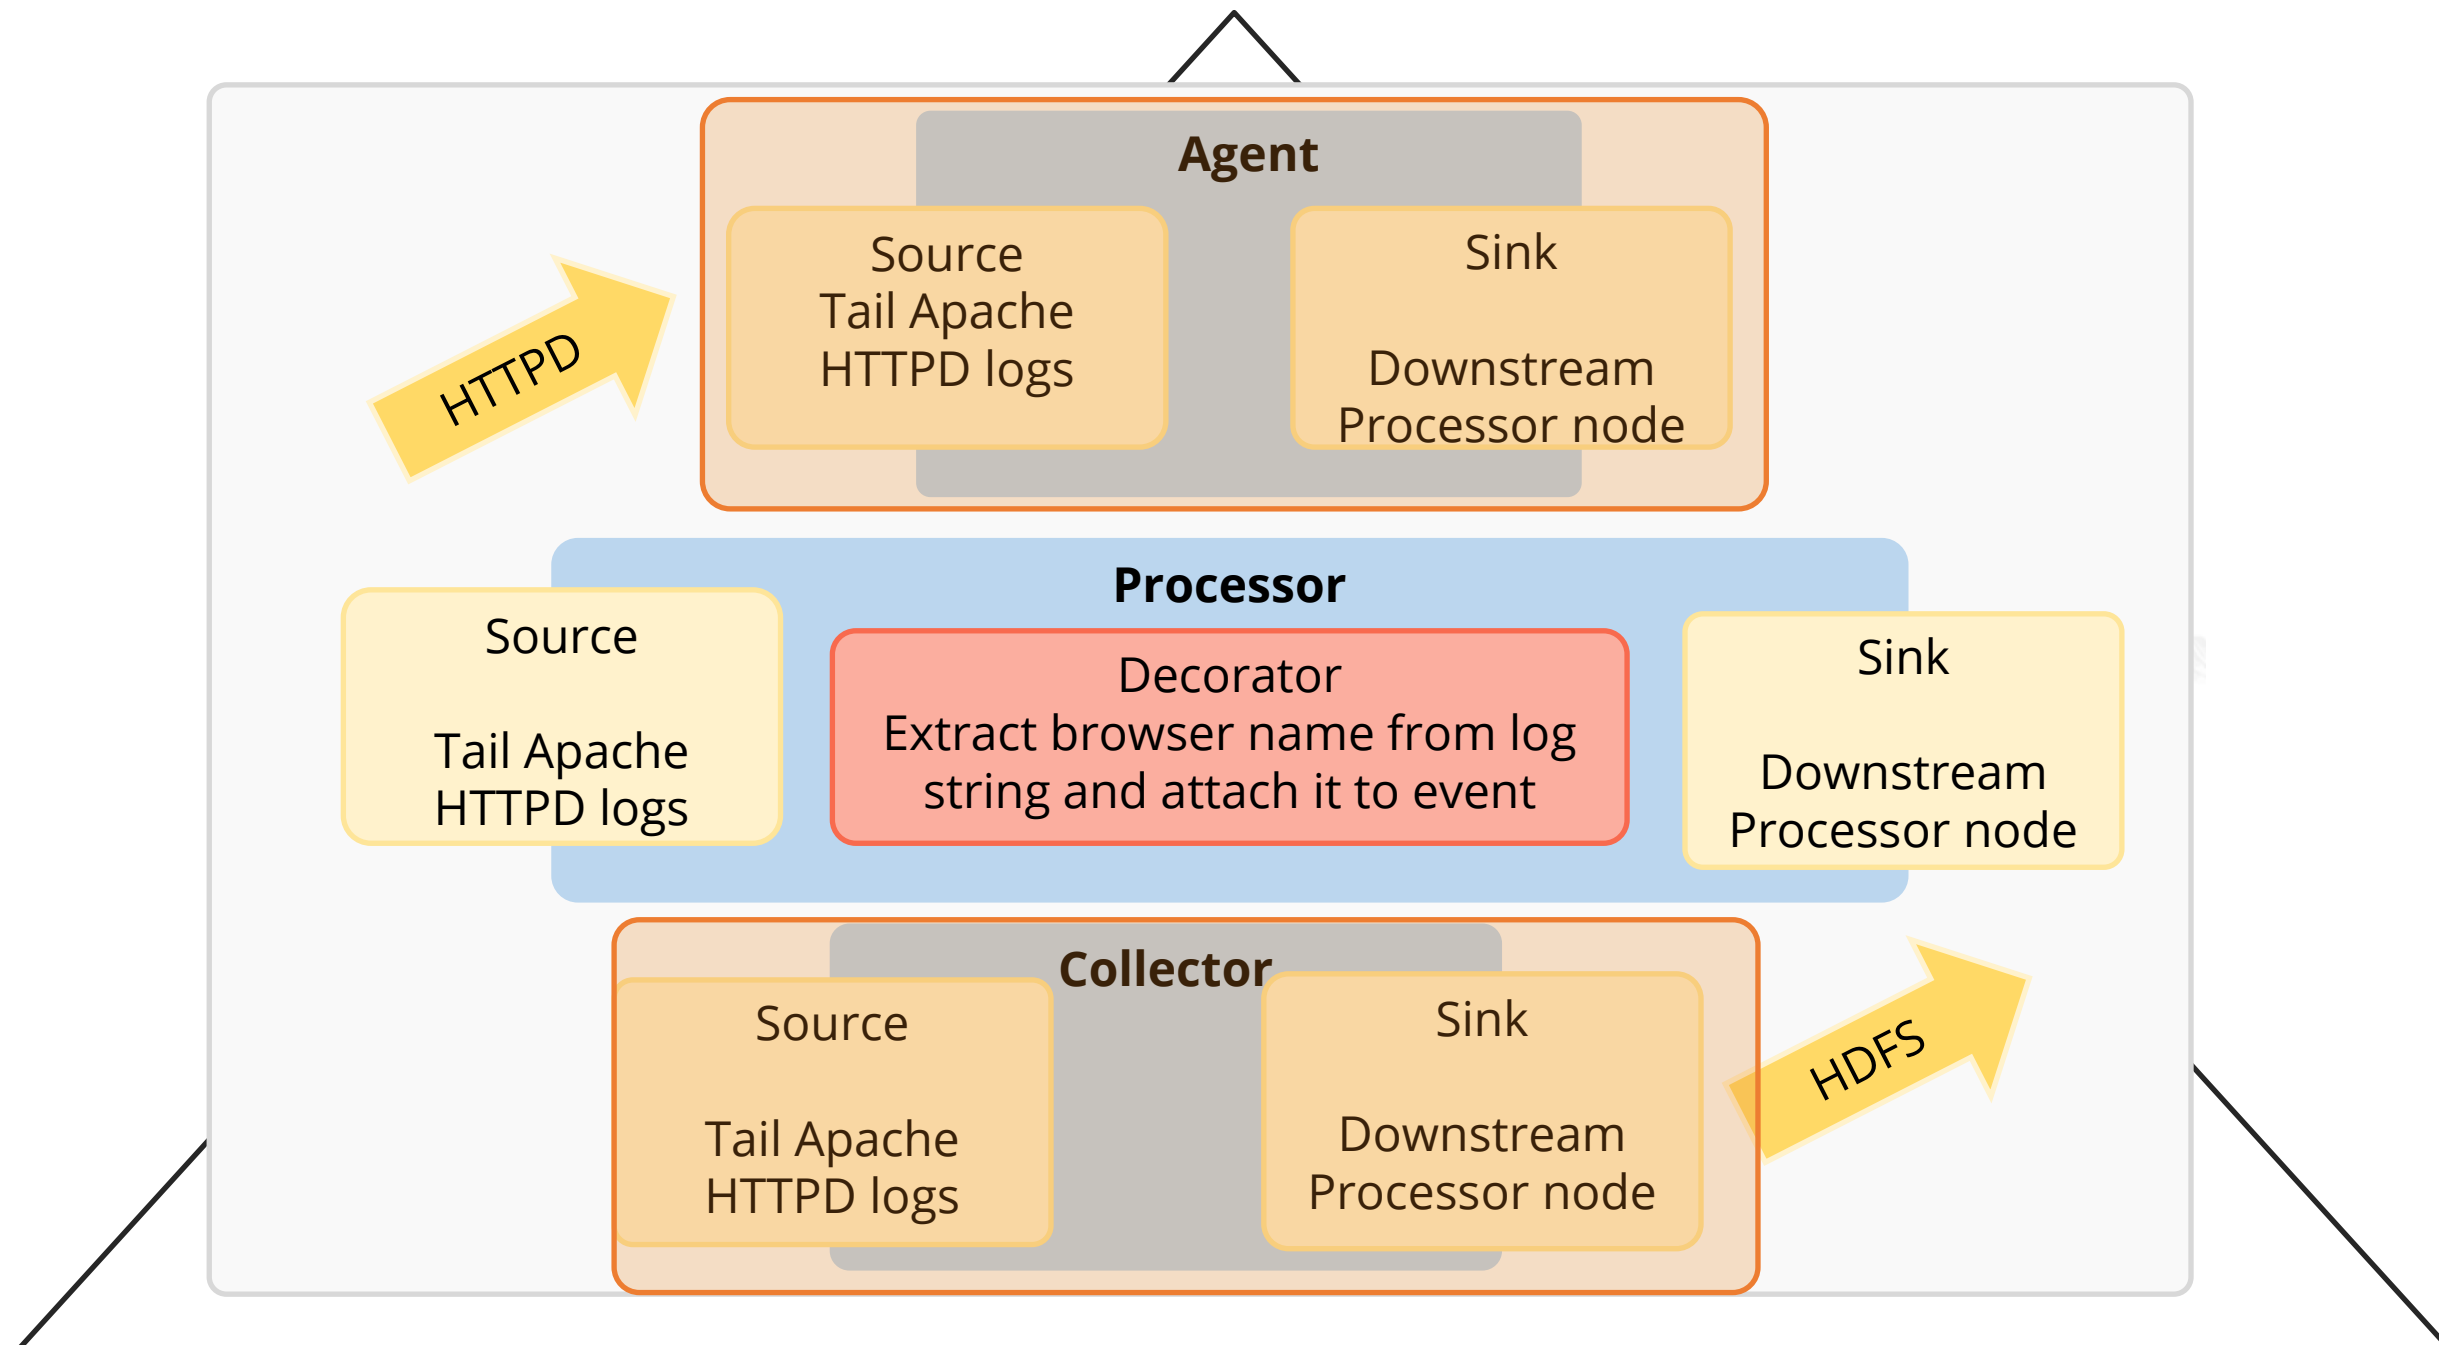 Agent
Source
Tail Apache
HTTPD logs
Sink
Downstream
Processor node
HTTPD
Processor
Source
Tail Apache
HTTPD logs
Decorator
Extract browser name from log
string and attach it to event
Sink
Downstream
Processor node
Collector
Source
Tail Apache
HTTPD logs
Sink
Downstream
Processor node
HDFS